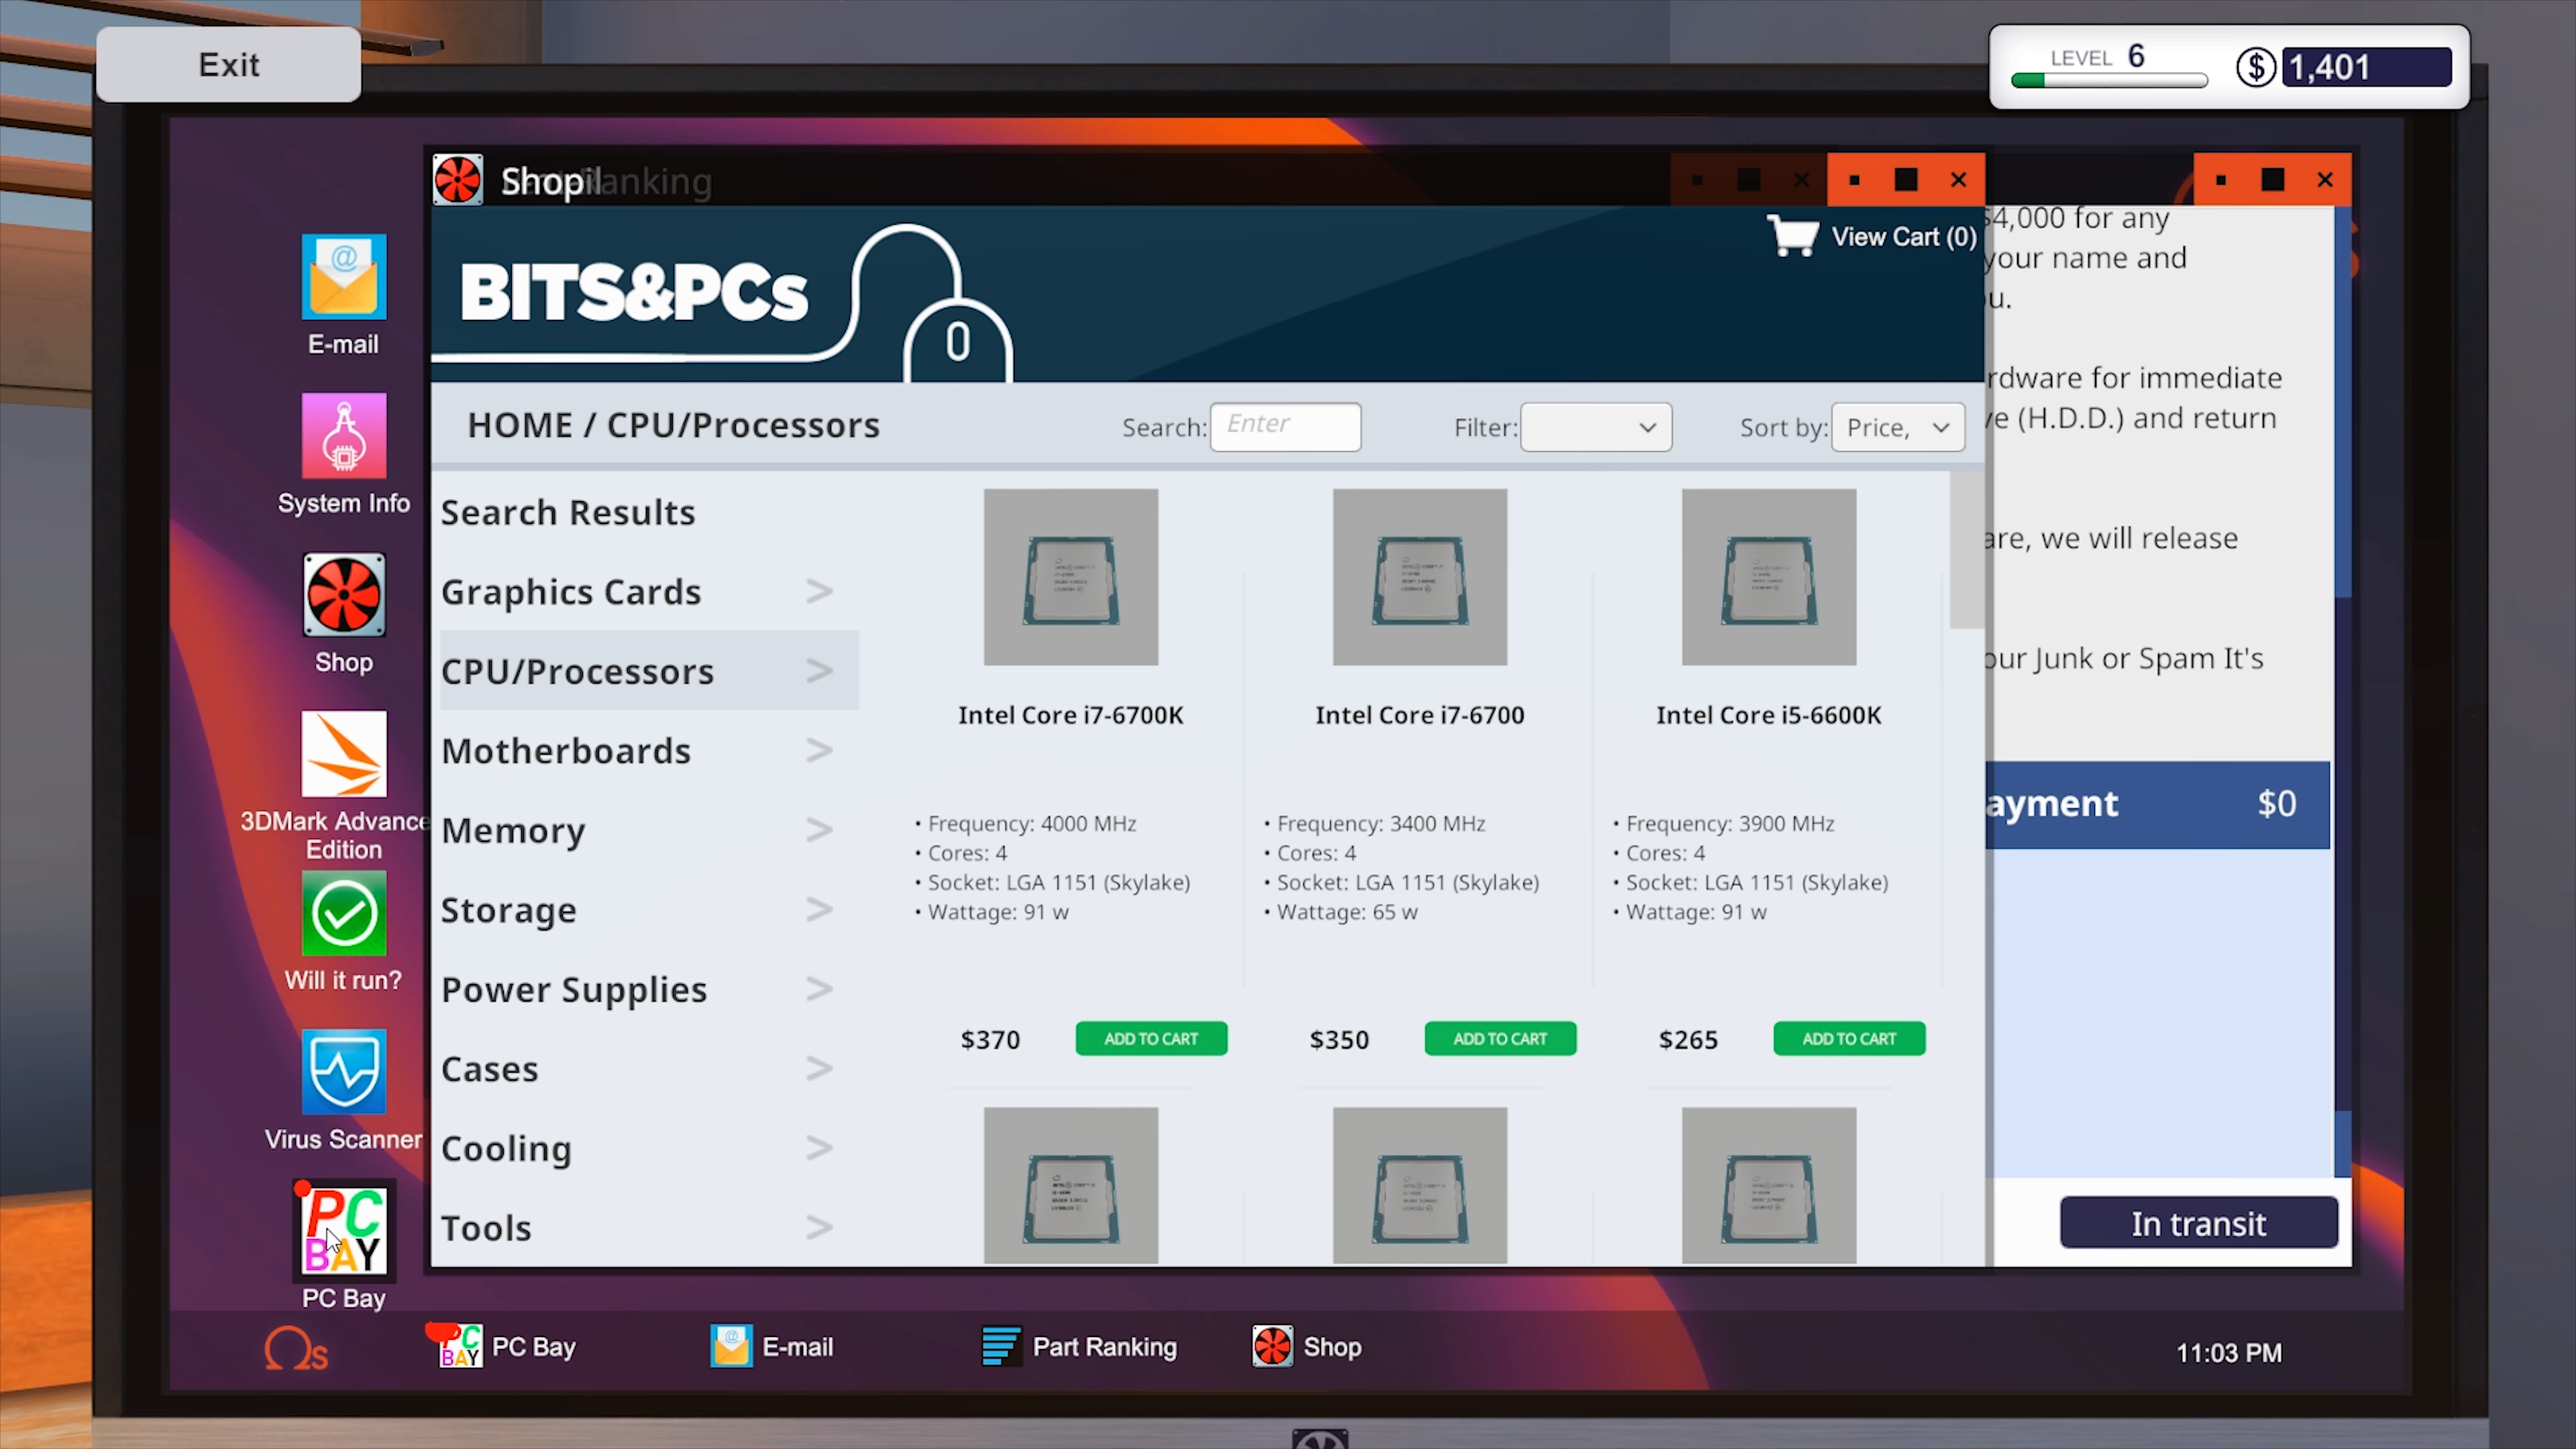 Exit
LEVEL 6
$ 1,401
Shop
View Cart (0)
BITS&PCs
HOME / CPU/Processors
Search: Enter
Filter:
Sort by: Price,
Search Results
Graphics Cards >
CPU/Processors >
Motherboards >
Memory >
Storage >
Power Supplies >
Cases >
Cooling >
Tools >
Intel Core i7-6700K
• Frequency: 4000 MHz
• Cores: 4
• Socket: LGA 1151 (Skylake)
• Wattage: 91 w
$370 ADD TO CART
Intel Core i7-6700
• Frequency: 3400 MHz
• Cores: 4
• Socket: LGA 1151 (Skylake)
• Wattage: 65 w
$350 ADD TO CART
Intel Core i5-6600K
• Frequency: 3900 MHz
• Cores: 4
• Socket: LGA 1151 (Skylake)
• Wattage: 91 w
$265 ADD TO CART
$4,000 for any
your name and
u.
rdware for immediate
ve (H.D.D.) and return
are, we will release
our Junk or Spam It's
ayment $0
In transit
E-mail
System Info
Shop
3DMark Advance
Edition
Will it run?
Virus Scanner
PC
BAY
PC Bay
Ωs
PC Bay
E-mail
Part Ranking
Shop
11:03 PM